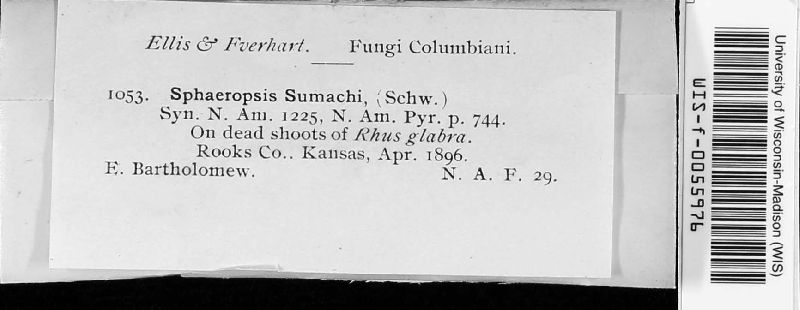 Ellis & Everhart. Fungi Columbiani.
1053. Sphaeropsis Sumachi, (Schw.)
Syn. N. Am. 1225, N. Am. Pyr. p. 744.
On dead shoots of Rhus glabra.
Rooks Co., Kansas, Apr. 1896.
E. Bartholomew. N. A. F. 29.
University of Wisconsin-Madison (WIS)
WIS-f-0055976